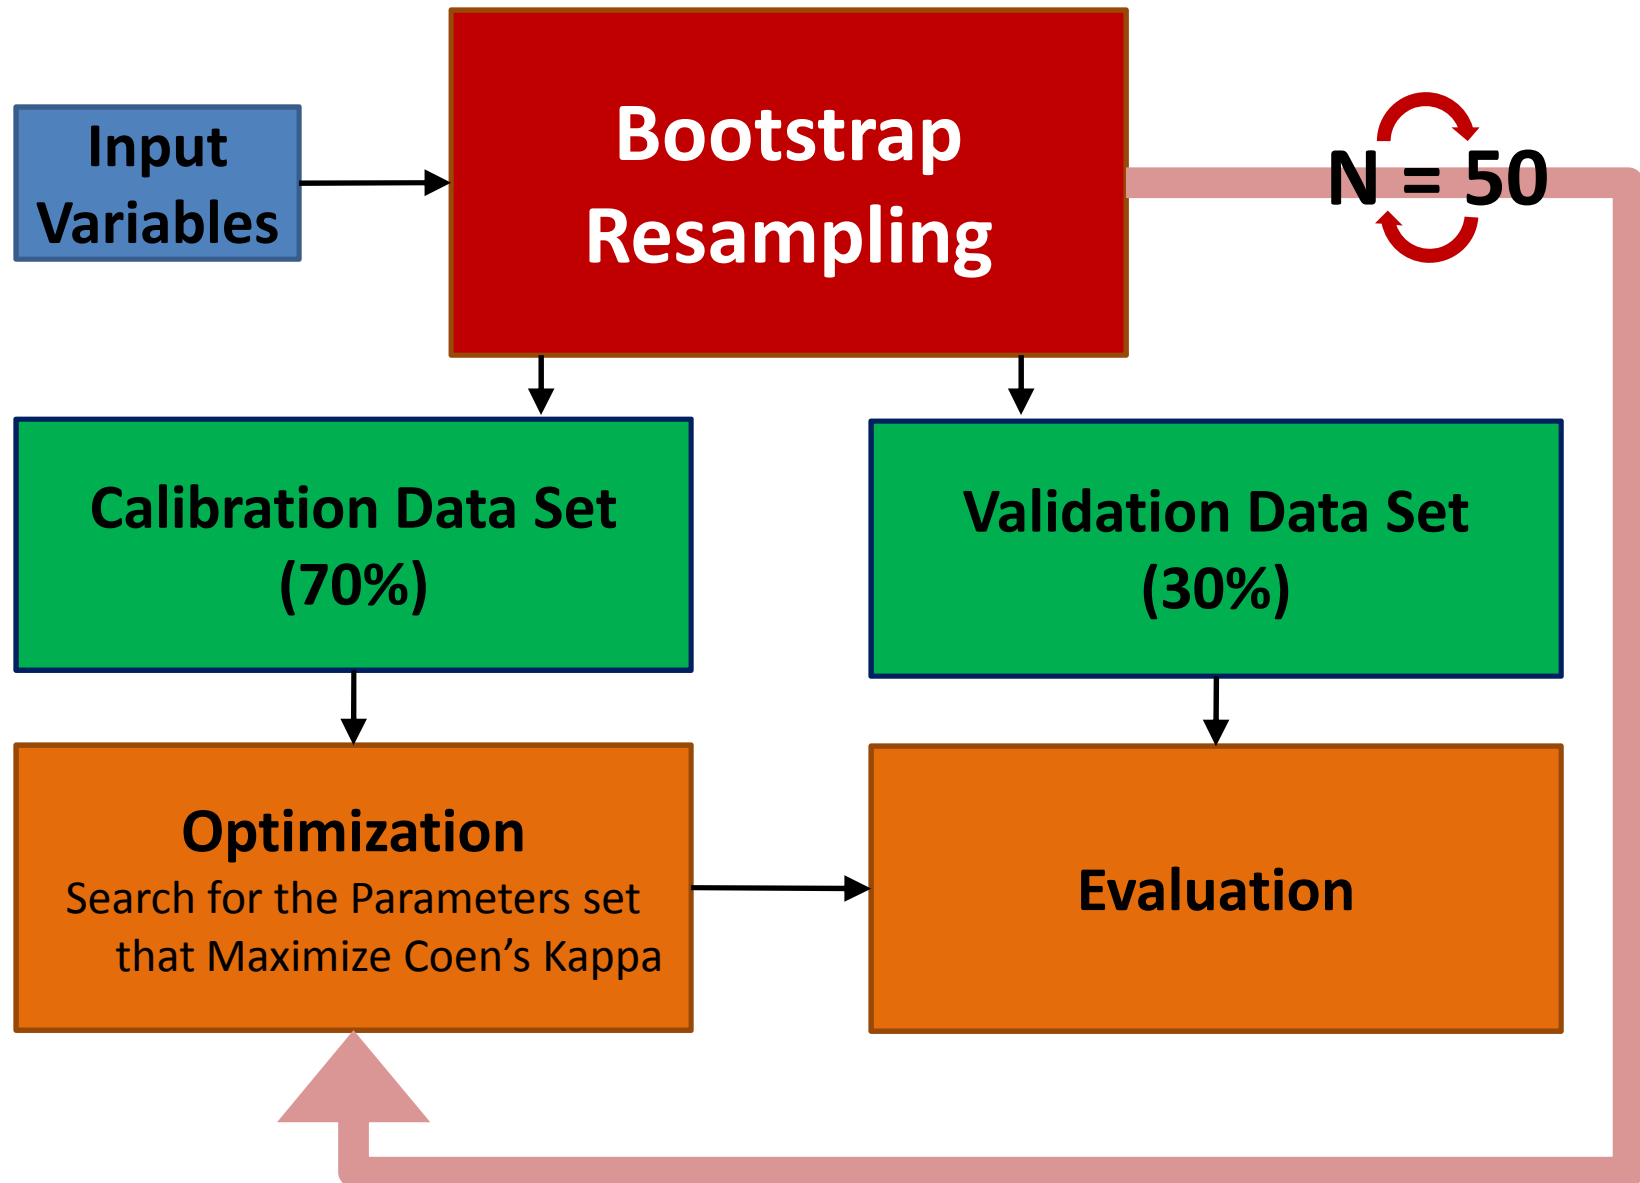 Input
Variables
Bootstrap
Resampling
N = 50
Calibration Data Set
(70%)
Validation Data Set
(30%)
Optimization
Search for the Parameters set
that Maximize Coen’s Kappa
Evaluation